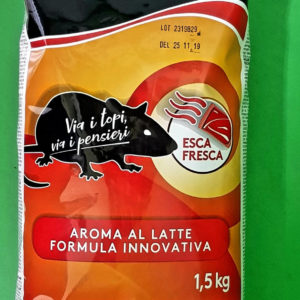 LOT 2319B29
DEL 25 11 19
Via i topi,
via i pensieri
ESCA
FRESCA
AROMA AL LATTE
FORMULA INNOVATIVA
1,5 kg